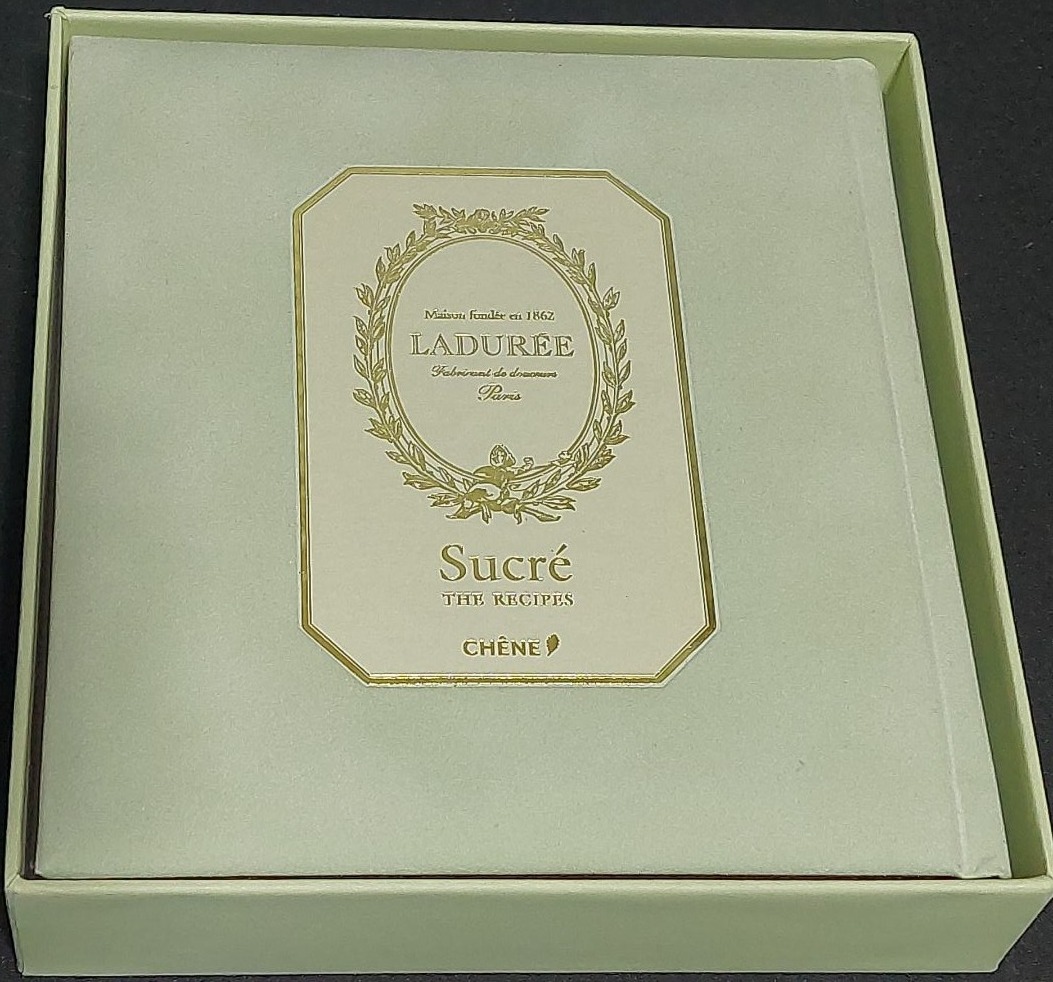 Maison fondée en 1862
LADURÉE
Fabricant de douceurs
Paris
Sucré
THE RECIPES
CHÊNE